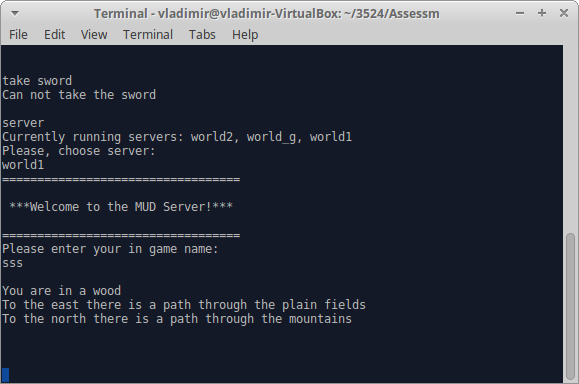 Terminal - vladimir@vladimir-VirtualBox: ~/3524/Assessm
File Edit View Terminal Tabs Help
take sword
Can not take the sword
server
Currently running servers: world2, world_g, world1
Please, choose server:
world1
==================================
***Welcome to the MUD Server!***
==================================
Please enter your in game name:
sss
You are in a wood
To the east there is a path through the plain fields
To the north there is a path through the mountains